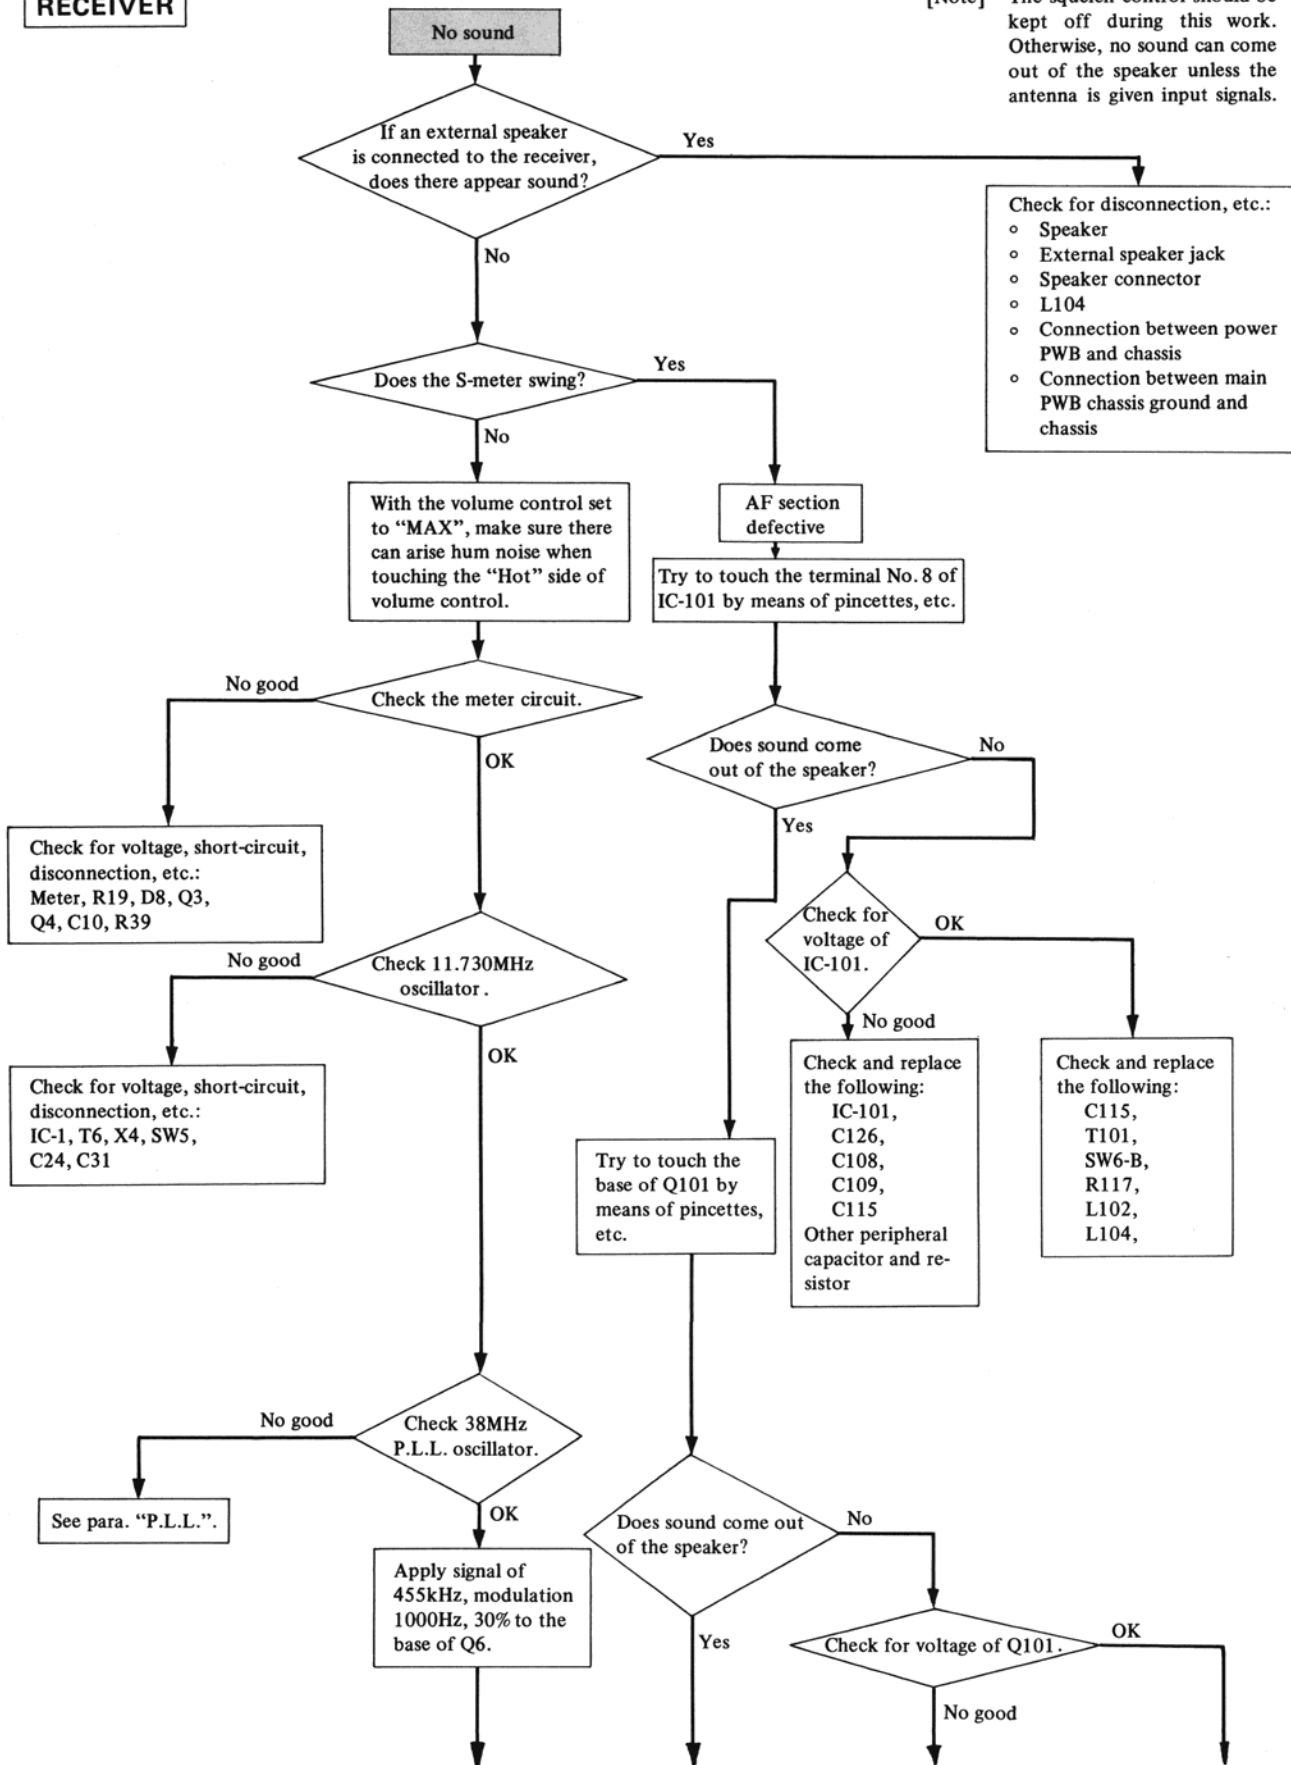 RECEIVER
No sound
kept off during this work.
Otherwise, no sound can come
out of the speaker unless the
antenna is given input signals.
If an external speaker
is connected to the receiver,
does there appear sound?
Yes
No
Check for disconnection, etc.:
° Speaker
° External speaker jack
° Speaker connector
° L104
° Connection between power
PWB and chassis
° Connection between main
PWB chassis ground and
chassis
Does the S-meter swing?
Yes
No
With the volume control set
to “MAX”, make sure there
can arise hum noise when
touching the “Hot” side of
volume control.
AF section
defective
Try to touch the terminal No. 8 of
IC-101 by means of pincettes, etc.
No good
Check the meter circuit.
OK
Does sound come
out of the speaker?
No
Yes
Check for voltage, short-circuit,
disconnection, etc.:
Meter, R19, D8, Q3,
Q4, C10, R39
Check for
voltage of
IC-101.
OK
No good
No good
Check 11.730MHz
oscillator.
OK
Check for voltage, short-circuit,
disconnection, etc.:
IC-1, T6, X4, SW5,
C24, C31
Check and replace
the following:
IC-101,
C126,
C108,
C109,
C115
Other peripheral
capacitor and re-
sistor
Check and replace
the following:
C115,
T101,
SW6-B,
R117,
L102,
L104,
Try to touch the
base of Q101 by
means of pincettes,
etc.
No good
Check 38MHz
P.L.L. oscillator.
OK
See para. “P.L.L.”.
Apply signal of
455kHz, modulation
1000Hz, 30% to the
base of Q6.
Does sound come out
of the speaker?
No
Yes
Check for voltage of Q101.
OK
No good